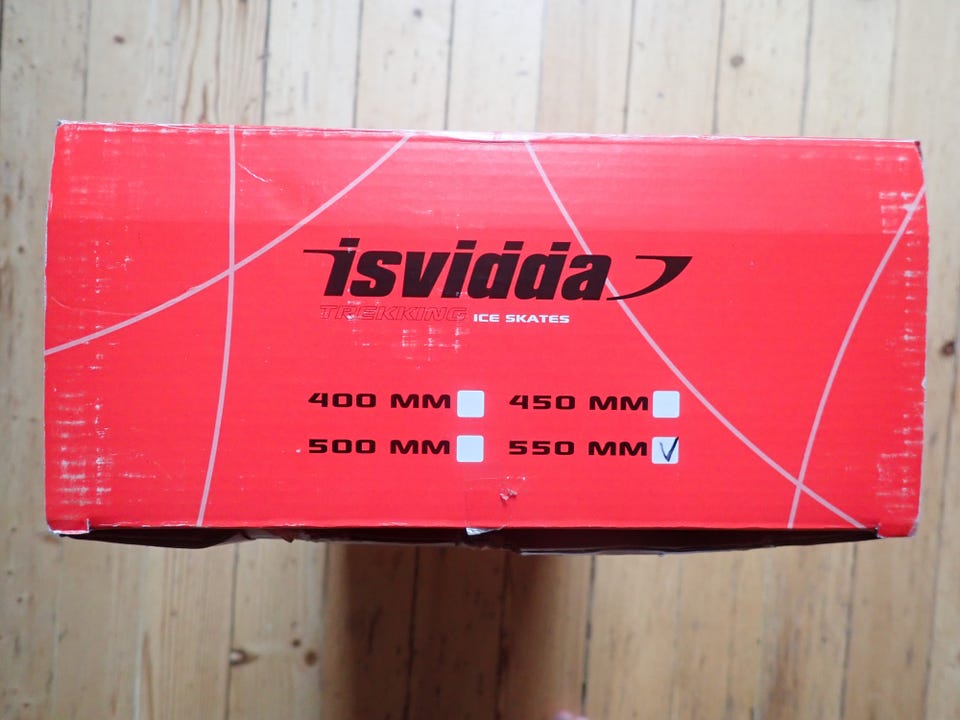 isvidda
TREKKING ICE SKATES
400 MM 450 MM
500 MM 550 MM